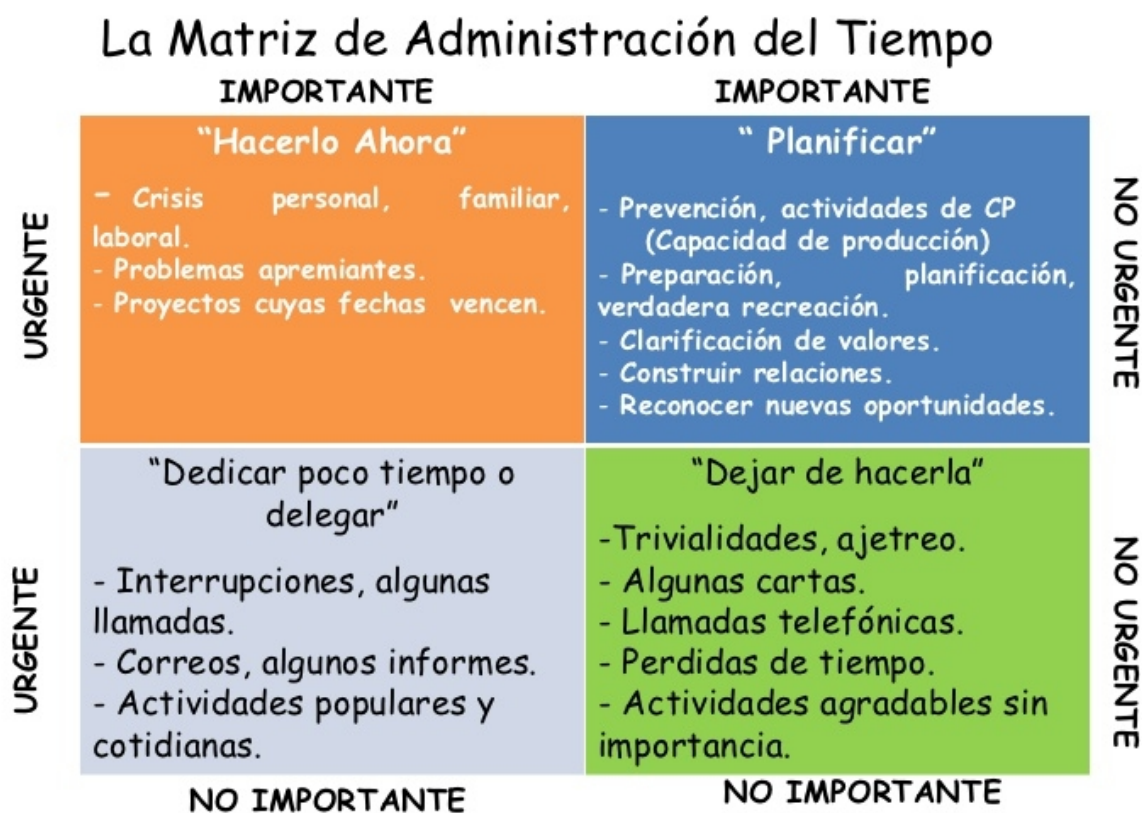 La Matriz de Administración del Tiempo
IMPORTANTE
IMPORTANTE
URGENTE
"Hacerlo Ahora"
- Crisis personal, familiar,
laboral.
- Problemas apremiantes.
- Proyectos cuyas fechas vencen.
" Planificar"
- Prevención, actividades de CP
(Capacidad de producción)
- Preparación, planificación,
verdadera recreación.
- Clarificación de valores.
- Construir relaciones.
- Reconocer nuevas oportunidades.
NO URGENTE
URGENTE
"Dedicar poco tiempo o
delegar"
- Interrupciones, algunas
llamadas.
- Correos, algunos informes.
- Actividades populares y
cotidianas.
"Dejar de hacerla"
-Trivialidades, ajetreo.
- Algunas cartas.
- Llamadas telefónicas.
- Perdidas de tiempo.
- Actividades agradables sin
importancia.
NO URGENTE
NO IMPORTANTE
NO IMPORTANTE